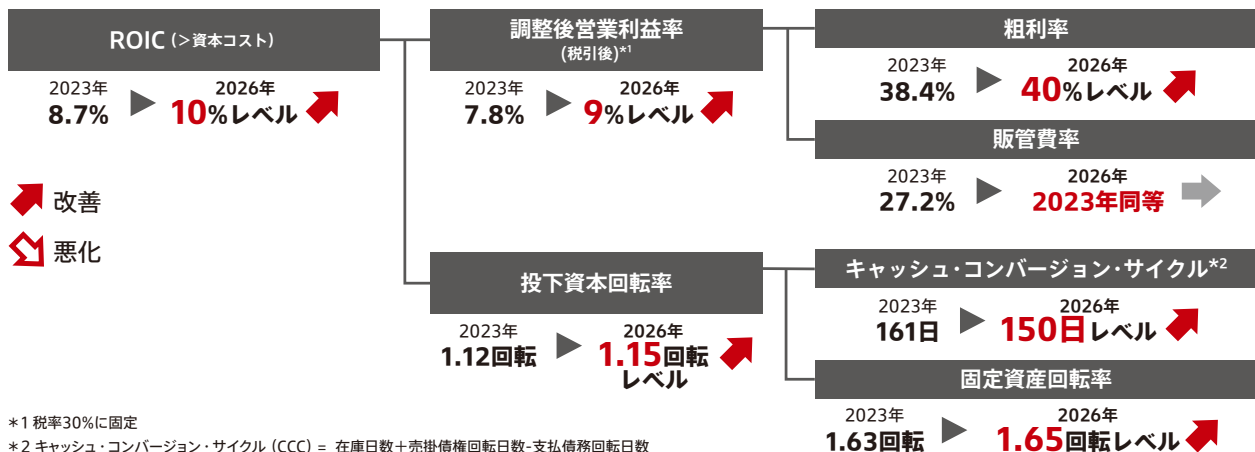 ROIC (>資本コスト)
2023年
8.7%
2026年
10%レベル
改善
悪化
調整後営業利益率
(税引後)*1
2023年
7.8%
2026年
9%レベル
投下資本回転率
2023年
1.12回転
2026年
1.15回転
レベル
粗利率
2023年
38.4%
2026年
40%レベル
販管費率
2023年
27.2%
2026年
2023年同等
キャッシュ・コンバージョン・サイクル*2
2023年
161日
2026年
150日レベル
固定資産回転率
2023年
1.63回転
2026年
1.65回転レベル
*1 税率30%に固定
*2 キャッシュ・コンバージョン・サイクル (CCC) = 在庫日数+売掛債権回転日数-支払債務回転日数